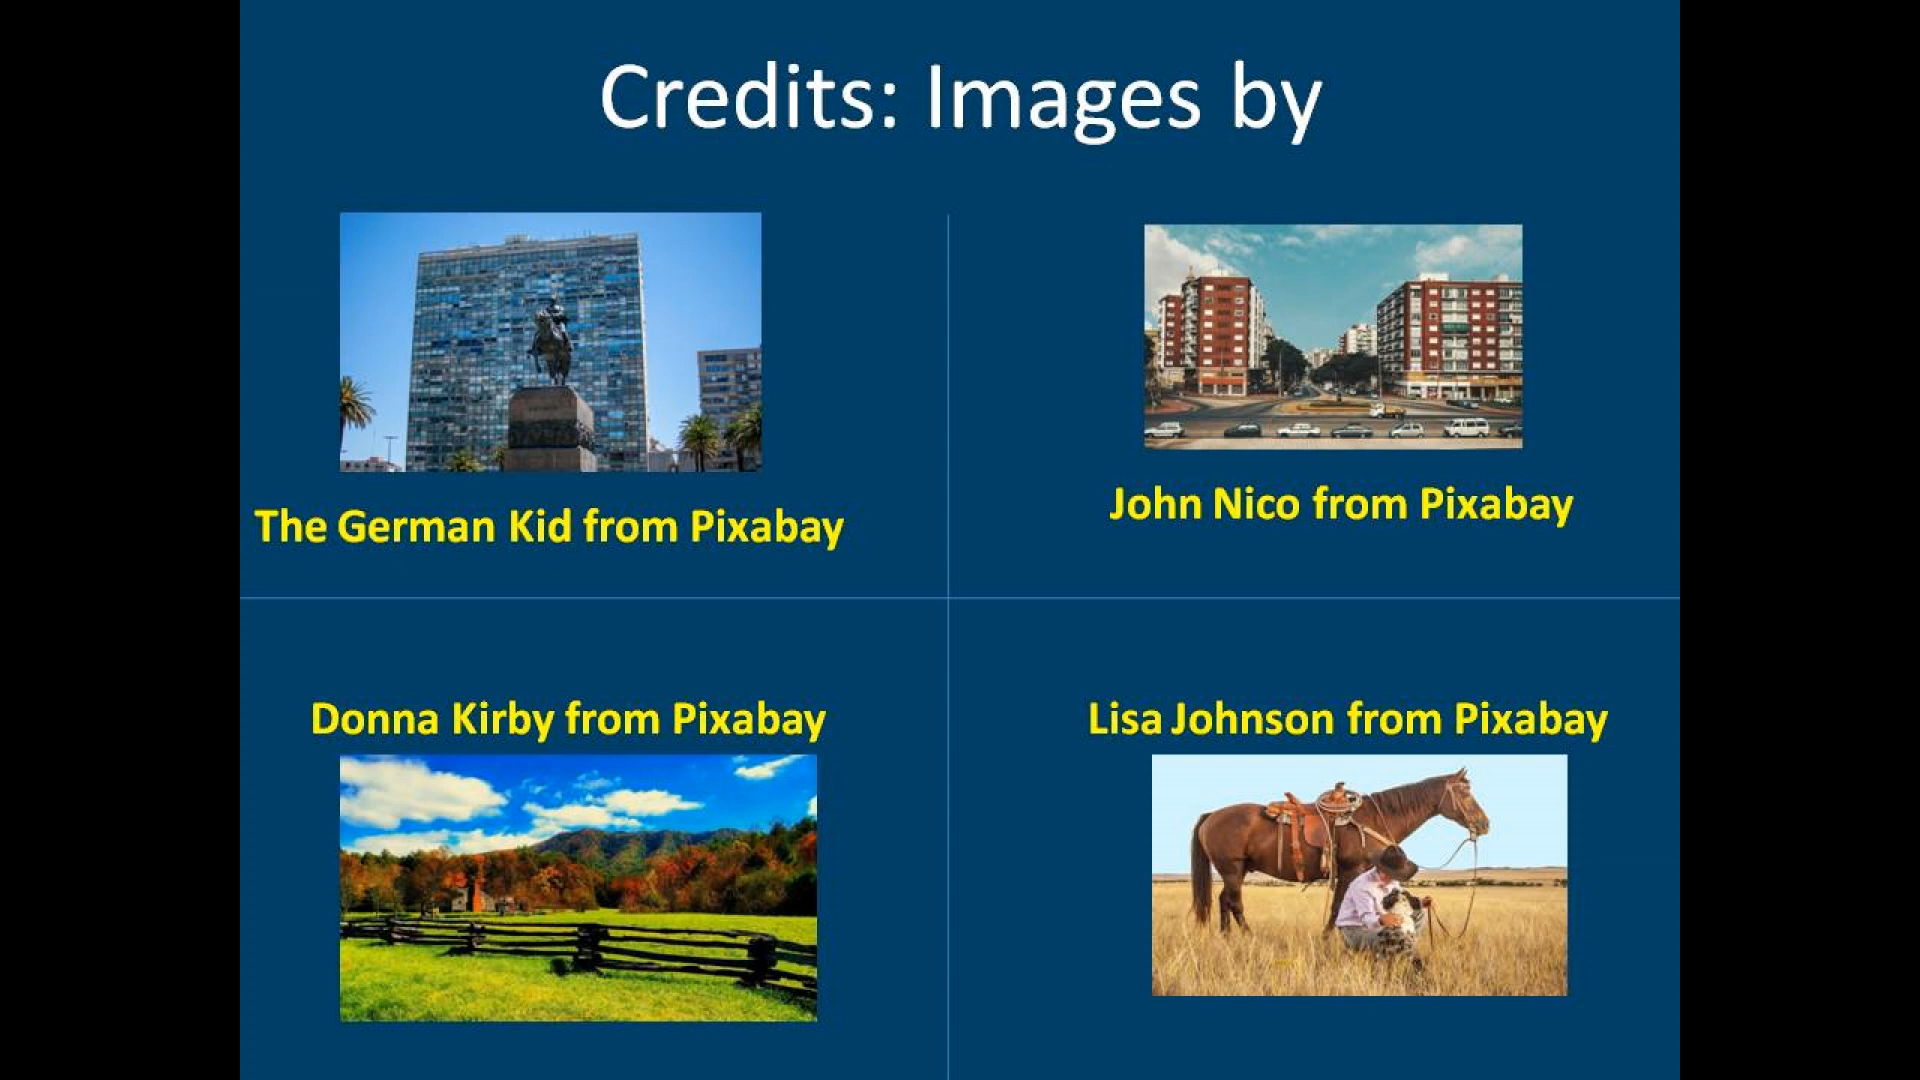 Credits: Images by
The German Kid from Pixabay
John Nico from Pixabay
Donna Kirby from Pixabay
Lisa Johnson from Pixabay